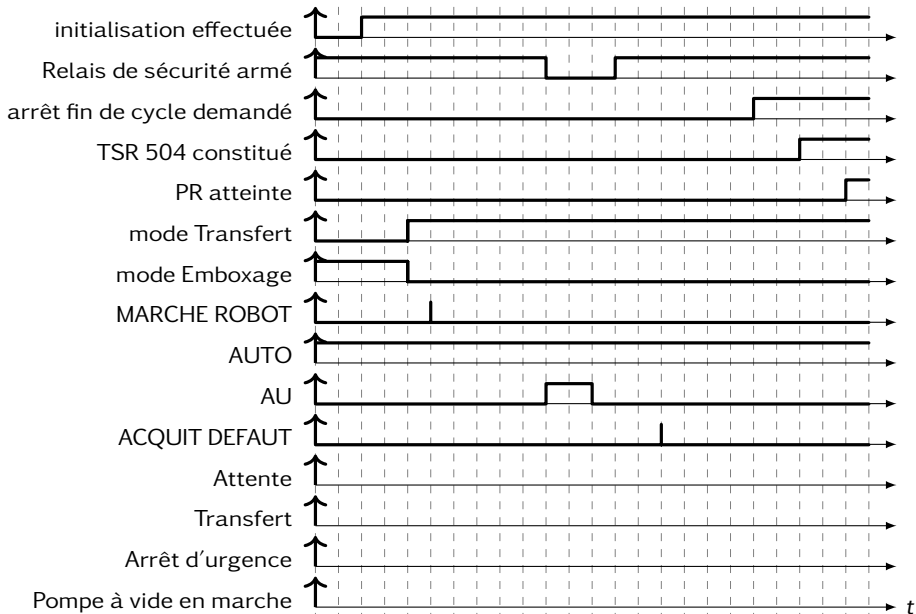 initialisation effectuée
Relais de sécurité armé
arrêt fin de cycle demandé
TSR 504 constitué
PR atteinte
mode Transfert
mode Emboxage
MARCHE ROBOT
AUTO
AU
ACQUIT DEFAUT
Attente
Transfert
Arrêt d'urgence
Pompe à vide en marche
t